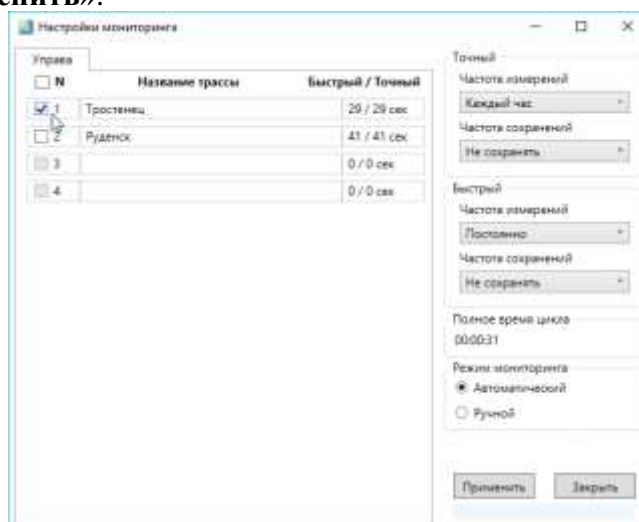 енить».
Настройки мониторинга
Управа
N Название трассы Быстрый / Точный
1 Тростенец 29 / 29 сек
2 Руденск 41 / 41 сек
3 0 / 0 сек
4 0 / 0 сек
Точный
Частота измерений
Каждый час
Частота сохранений
Не сохранять
Быстрый
Частота измерений
Постоянно
Частота сохранений
Не сохранять
Полное время цикла
00:00:31
Режим мониторинга
Автоматический
Ручной
Применить Закрыть